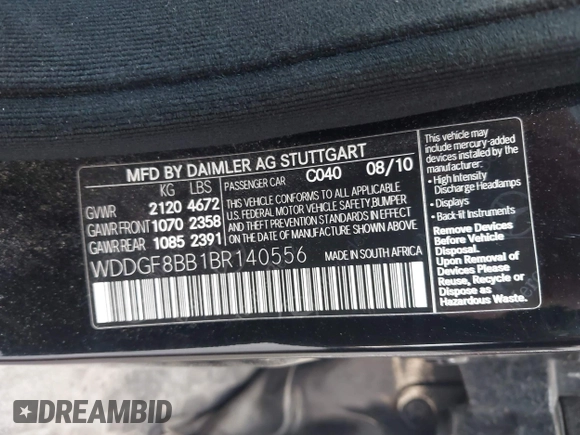 MFD BY DAIMLER AG STUTTGART
KG LBS
GVWR 2120 4672
GAWR FRONT 1070 2358
GAWR REAR 1085 2391
PASSENGER CAR C040 08/10
THIS VEHICLE CONFORMS TO ALL APPLICABLE
U.S. FEDERAL MOTOR VEHICLE SAFETY, BUMPER
AND THEFT PREVENTION STANDARDS IN EFFECT
ON THE DATE OF MANUFACTURE SHOWN ABOVE.
WDDGF8BB1BR140556
MADE IN SOUTH AFRICA
This vehicle may
include mercury-added
devices installed by the
manufacturer:
• High Intensity
Discharge Headlamps
• Displays
• Back-lit Instruments
Remove Devices
Before Vehicle
Disposal.
Upon Removal of
Devices Please
Reuse, Recycle or
Dispose as
Hazardous Waste.
DREAMBID